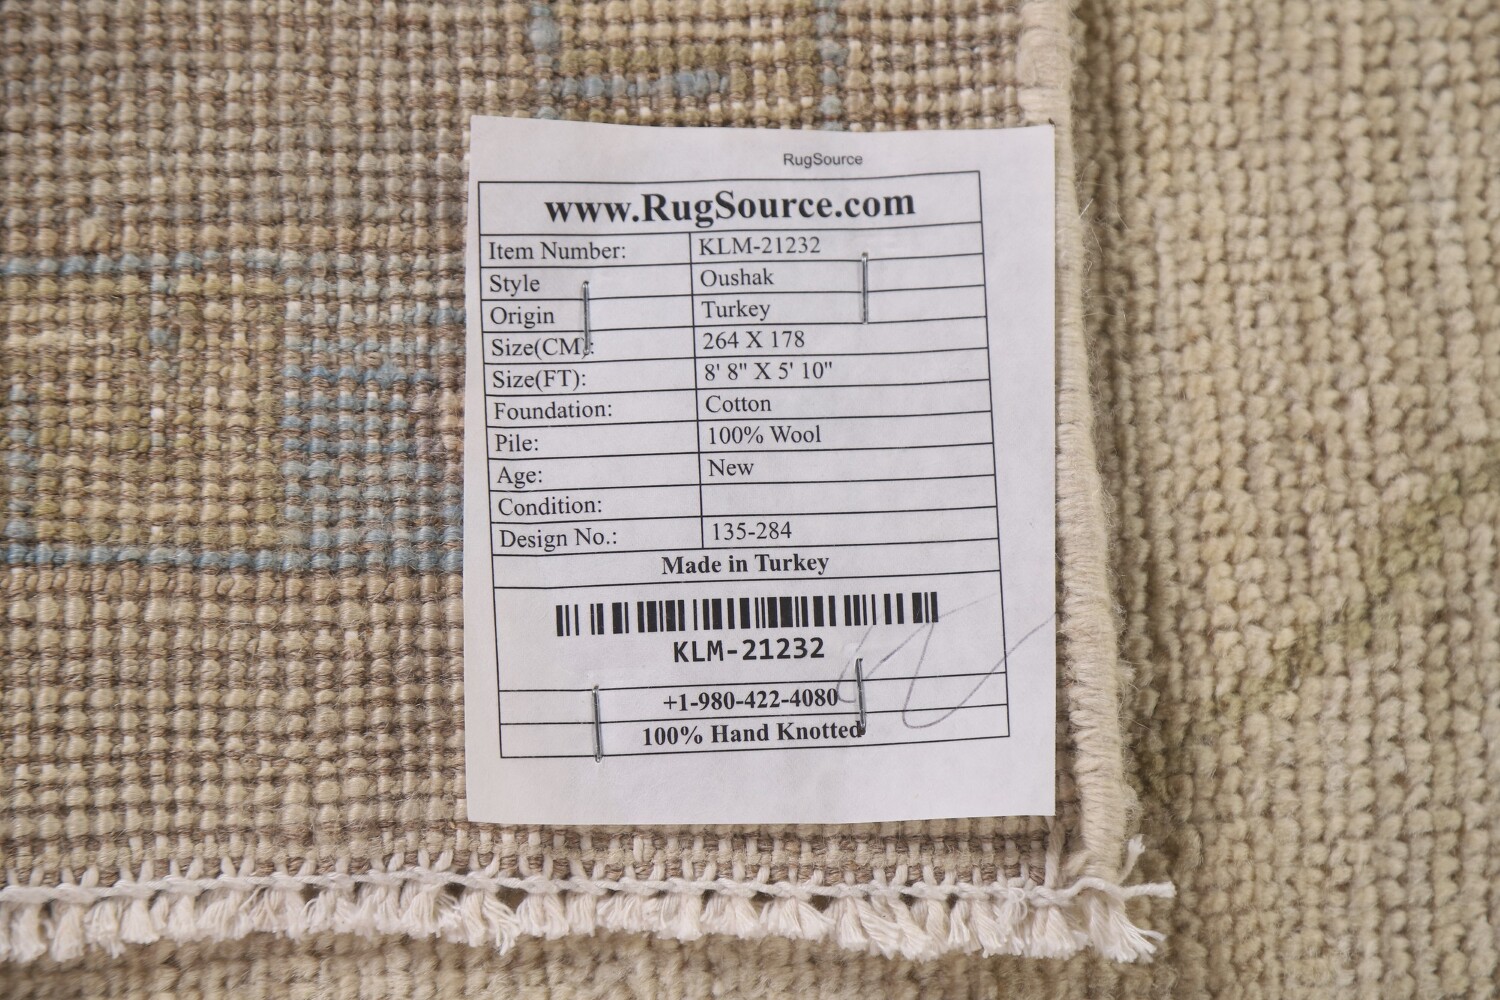 RugSource
www.RugSource.com
Item Number: KLM-21232
Style Oushak
Origin Turkey
Size(CM): 264 X 178
Size(FT): 8' 8" X 5' 10"
Foundation: Cotton
Pile: 100% Wool
Age: New
Condition:
Design No.: 135-284
Made in Turkey
KLM-21232
+1-980-422-4080
100% Hand Knotted